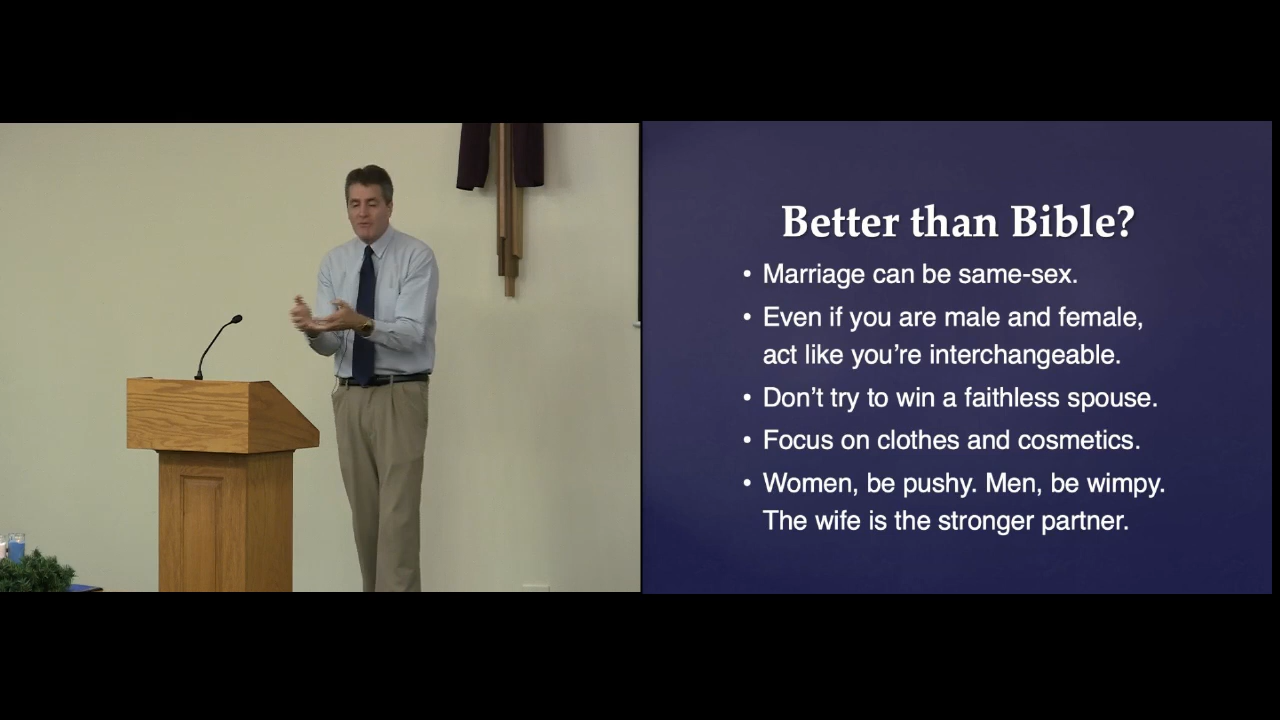 Better than Bible?
• Marriage can be same-sex.
• Even if you are male and female,
act like you’re interchangeable.
• Don’t try to win a faithless spouse.
• Focus on clothes and cosmetics.
• Women, be pushy. Men, be wimpy.
The wife is the stronger partner.